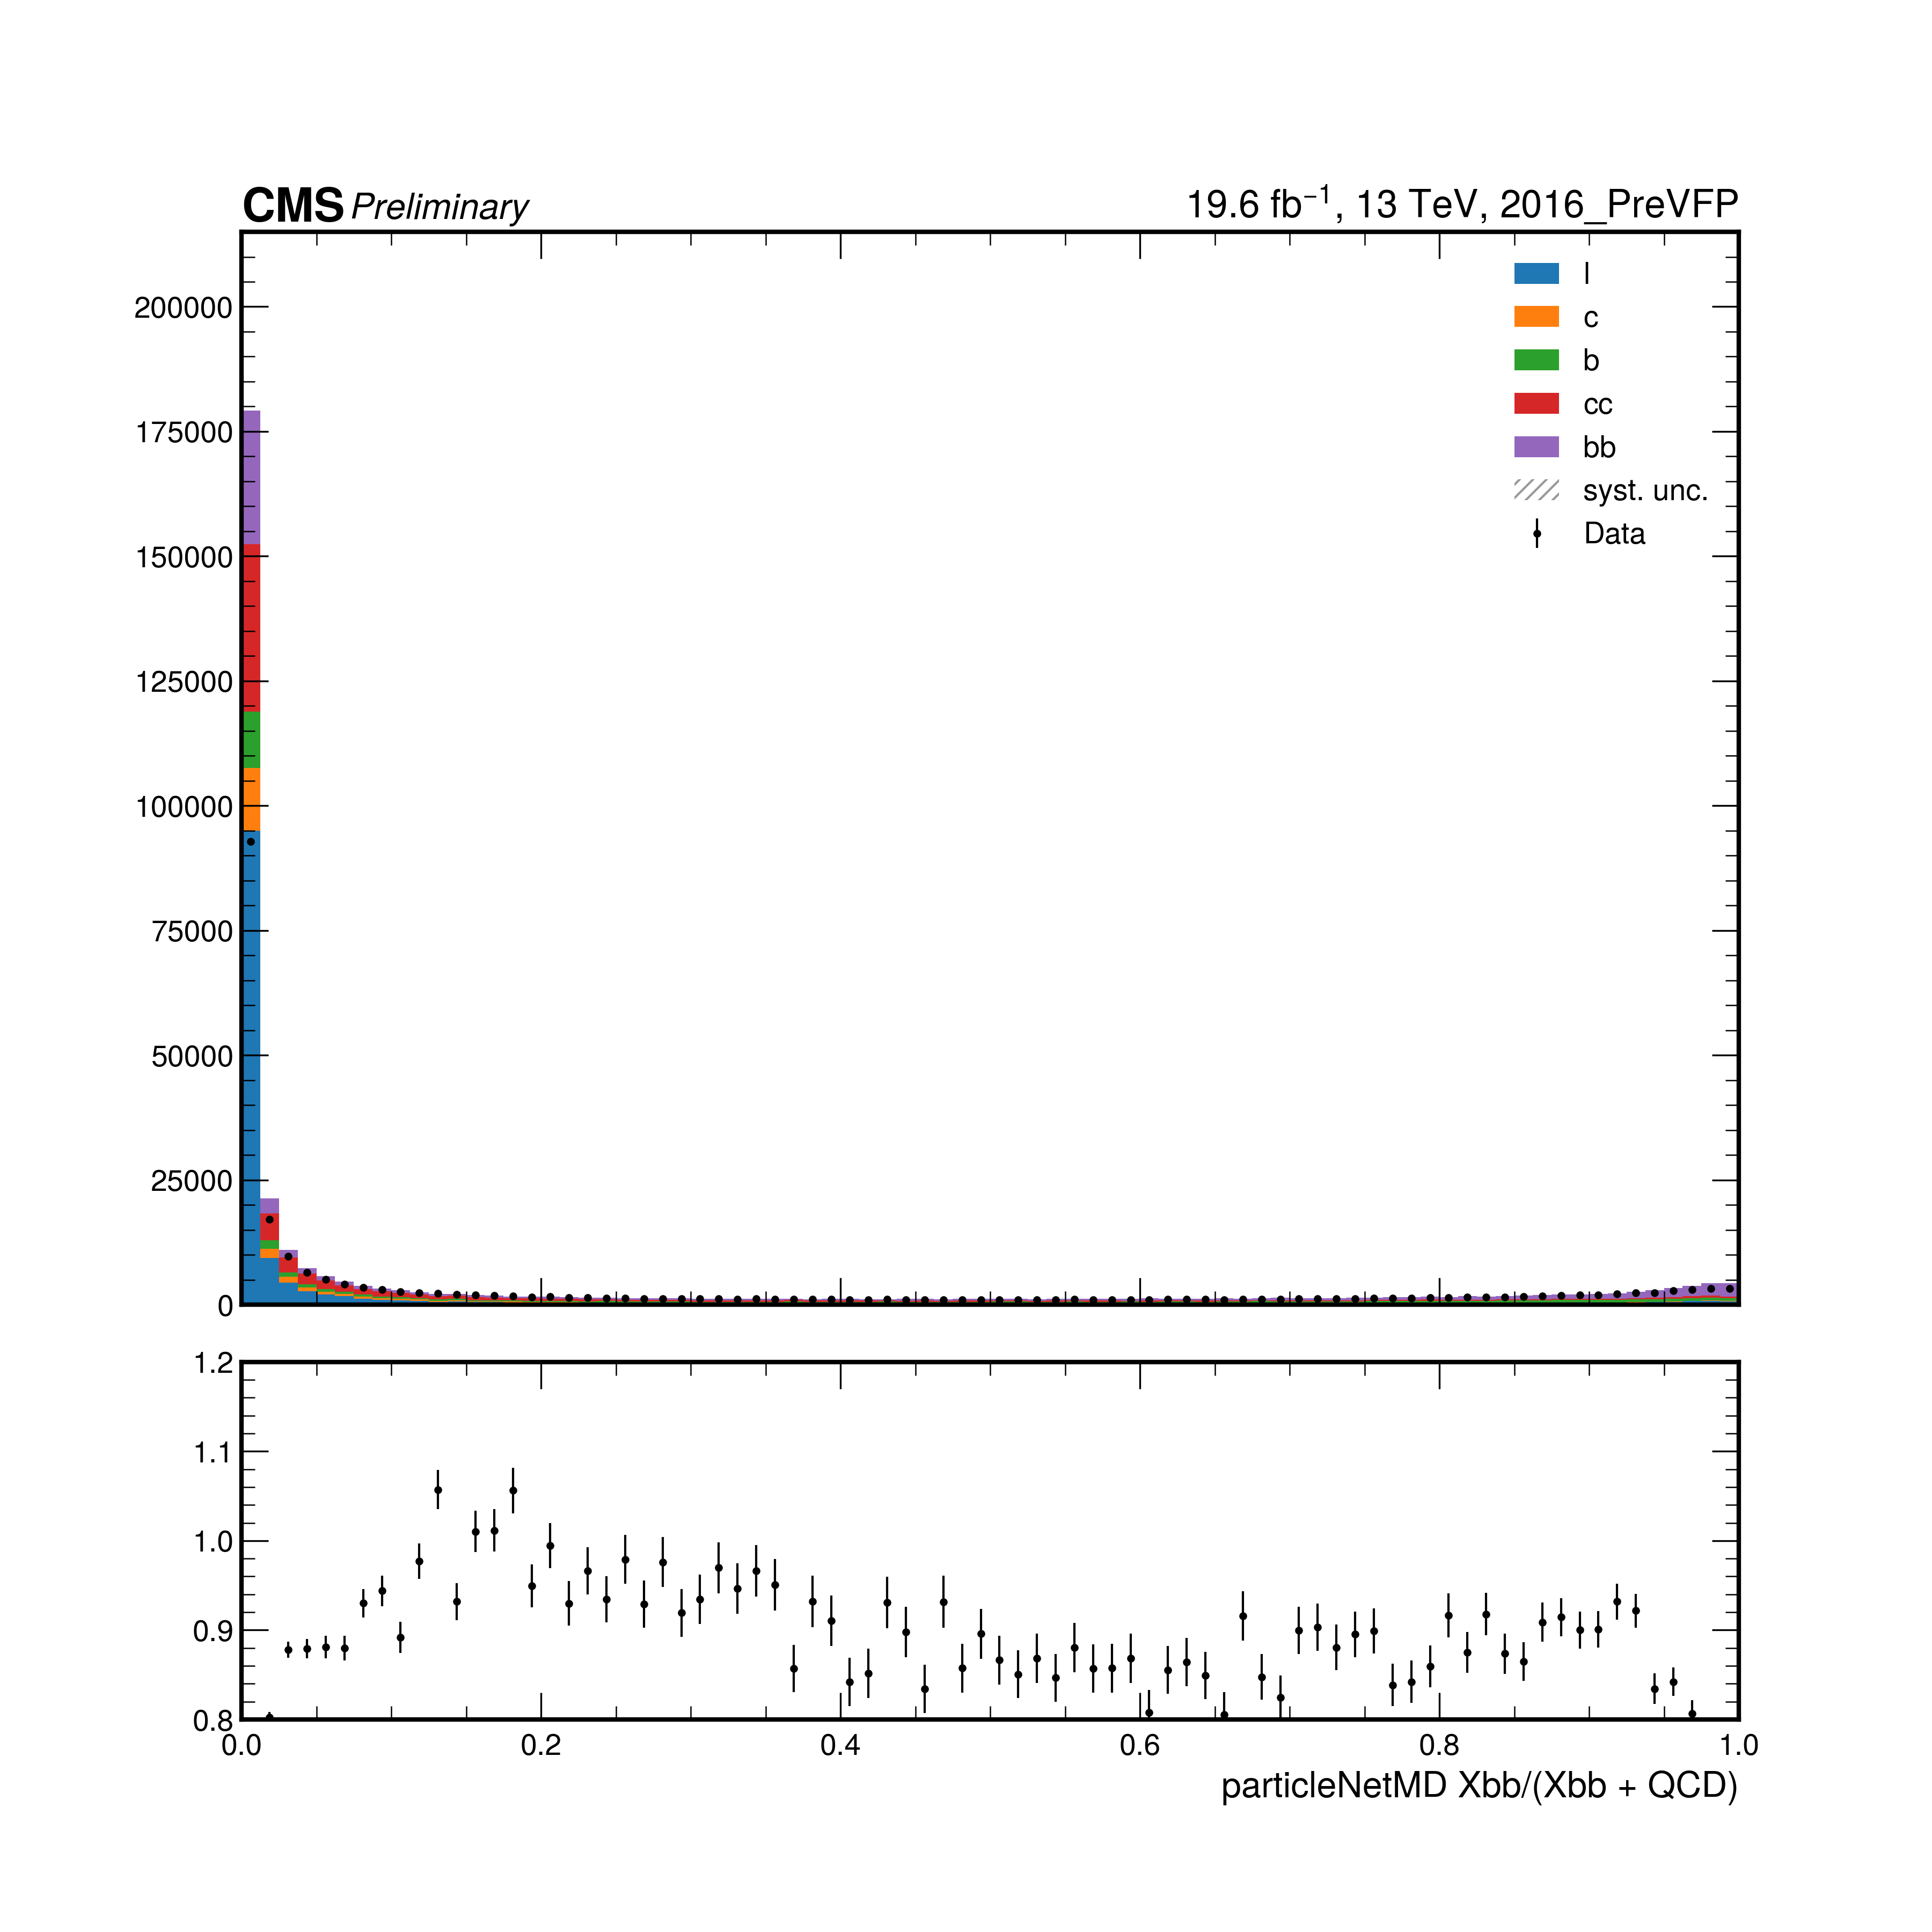 CMS Preliminary
19.6 fb⁻¹, 13 TeV, 2016_PreVFP
l
c
b
cc
bb
syst. unc.
Data
200000
175000
150000
125000
100000
75000
50000
25000
0
1.2
1.1
1.0
0.9
0.8
0.0 0.2 0.4 0.6 0.8 1.0
particleNetMD Xbb/(Xbb + QCD)